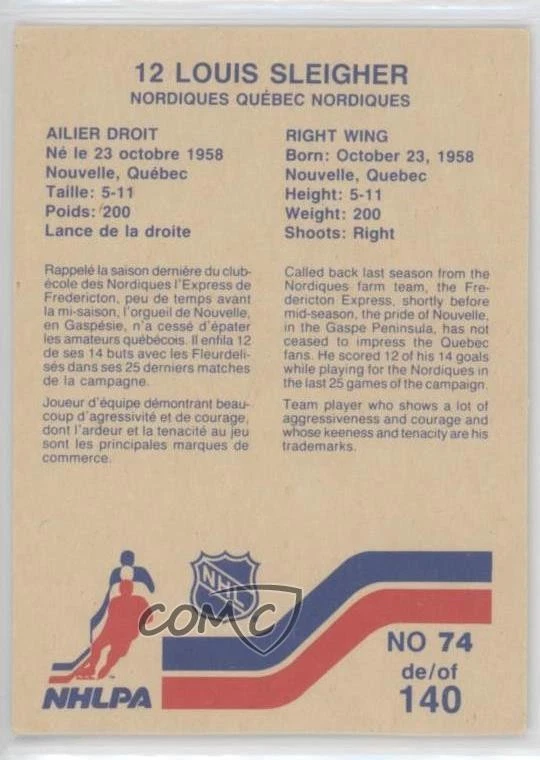 12 LOUIS SLEIGHER
NORDIQUES QUÉBEC NORDIQUES
AILIER DROIT
Né le 23 octobre 1958
Nouvelle, Québec
Taille: 5-11
Poids: 200
Lance de la droite
Rappelé la saison dernière du club-
école des Nordiques l'Express de
Fredericton, peu de temps avant
la mi-saison, l'orgueil de Nouvelle,
en Gaspésie, n'a cessé d'épater
les amateurs québécois. Il enfila 12
de ses 14 buts avec les Fleurdeli-
sés dans ses 25 derniers matches
de la campagne.
Joueur d'équipe démontrant beau-
coup d'agressivité et de courage,
dont l'ardeur et la tenacité au jeu
sont les principales marques de
commerce.
RIGHT WING
Born: October 23, 1958
Nouvelle, Quebec
Height: 5-11
Weight: 200
Shoots: Right
Called back last season from the
Nordiques farm team, the Fre-
dericton Express, shortly before
mid-season, the pride of Nouvelle,
in the Gaspe Peninsula, has not
ceased to impress the Quebec
fans. He scored 12 of his 14 goals
while playing for the Nordiques in
the last 25 games of the campaign.
Team player who shows a lot of
aggressiveness and courage and
whose keeness and tenacity are his
trademarks.
NHL
COMC
NHLPA
NO 74
de/of
140